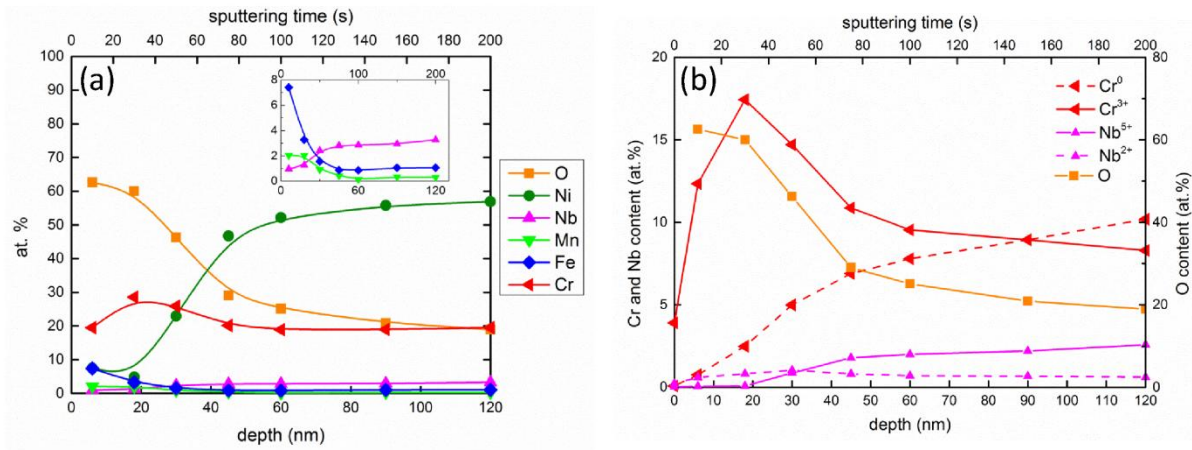 sputtering time (s)
0 20 40 60 80 100 120 140 160 180 200
(a)
100
90
80
70
60
50
40
30
20
10
0
at. %
0 20 40 60 80 100 120
depth (nm)
0 100 200
8
6
4
2
0
0 60 120
O
Ni
Nb
Mn
Fe
Cr
sputtering time (s)
0 20 40 60 80 100 120 140 160 180 200
(b)
20
15
10
5
0
Cr and Nb content (at.%)
Cr⁰
Cr³⁺
Nb⁵⁺
Nb²⁺
O
80
60
40
20
0
O content (at.%)
0 10 20 30 40 50 60 70 80 90 100 110 120
depth (nm)